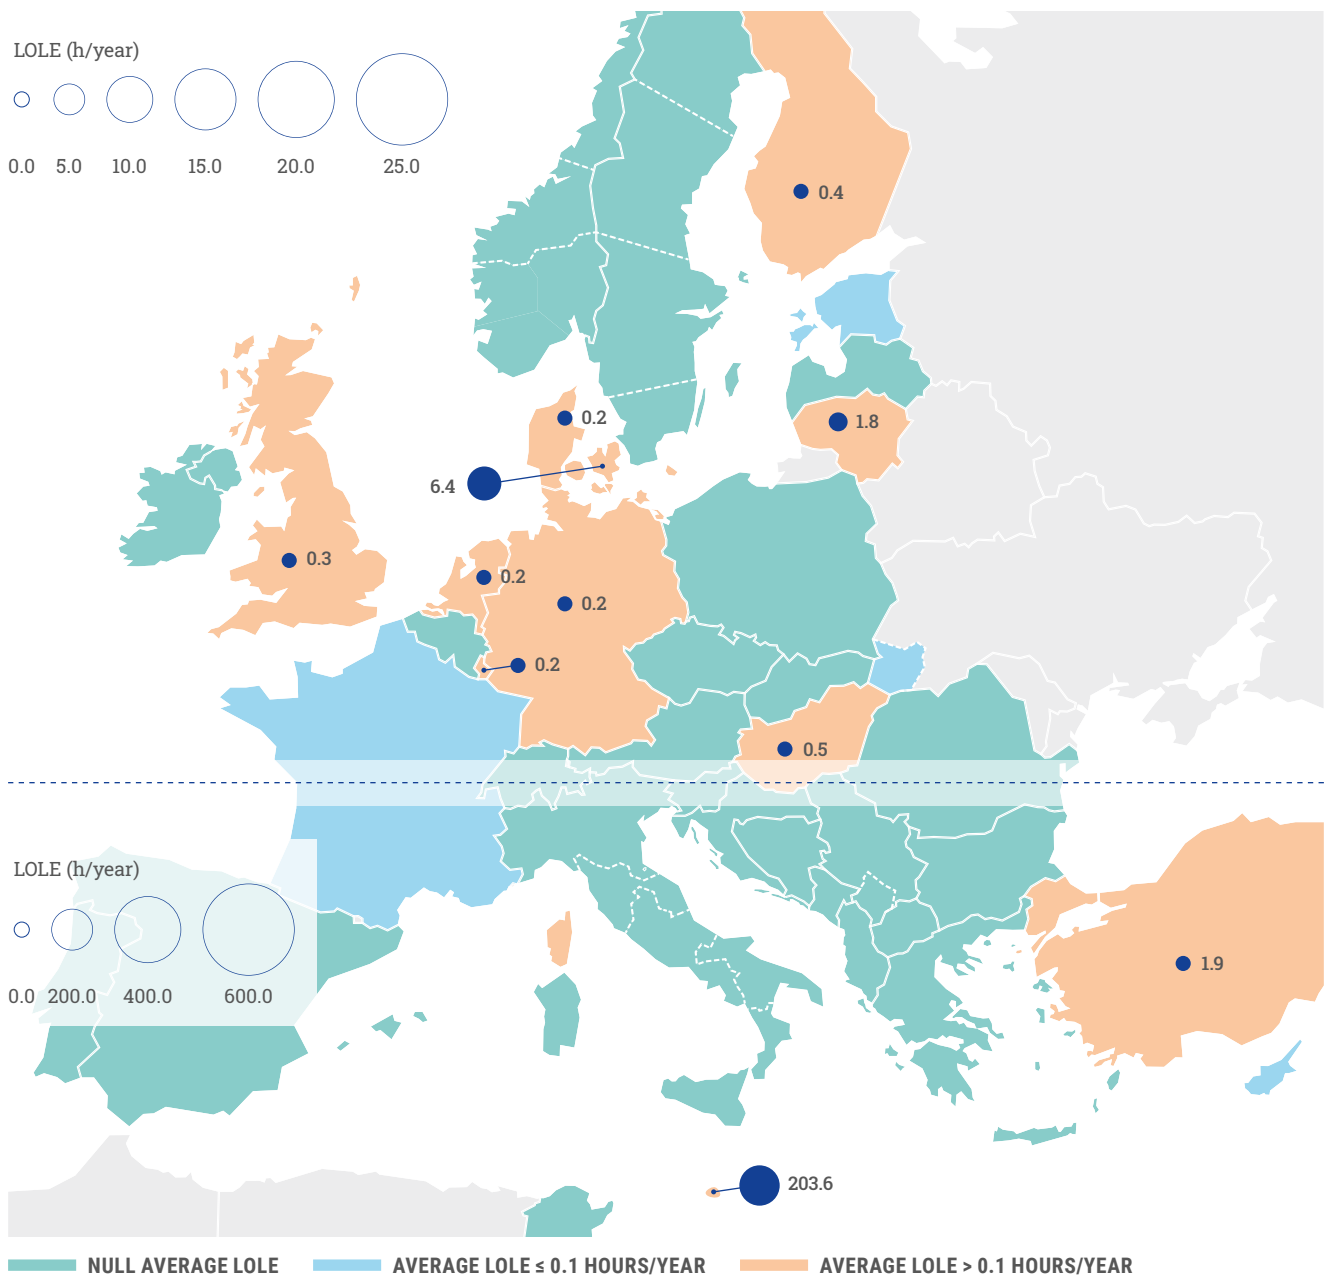 LOLE (h/year)
0.0 5.0 10.0 15.0 20.0 25.0
0.4
0.2
1.8
6.4
0.3
0.2
0.2
0.2
0.5
LOLE (h/year)
0.0 200.0 400.0 600.0
1.9
203.6
NULL AVERAGE LOLE AVERAGE LOLE ≤ 0.1 HOURS/YEAR AVERAGE LOLE > 0.1 HOURS/YEAR